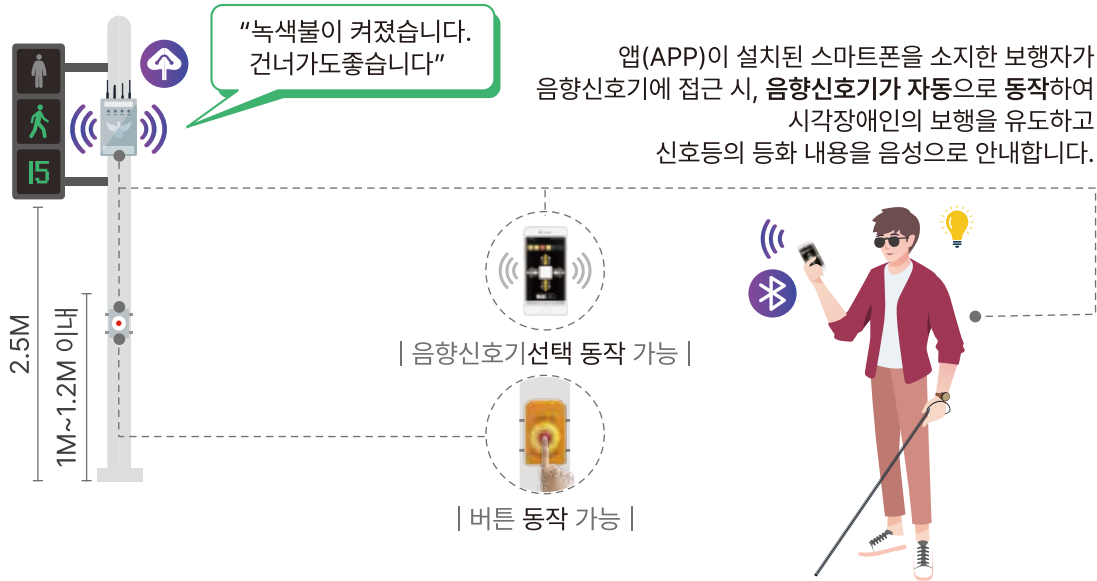 “녹색불이 켜졌습니다.
건너가도좋습니다”
앱(APP)이 설치된 스마트폰을 소지한 보행자가
음향신호기에 접근 시, 음향신호기가 자동으로 동작하여
시각장애인의 보행을 유도하고
신호등의 등화 내용을 음성으로 안내합니다.
15
2.5M
1M~1.2M 이내
| 음향신호기선택 동작 가능 |
| 버튼 동작 가능 |